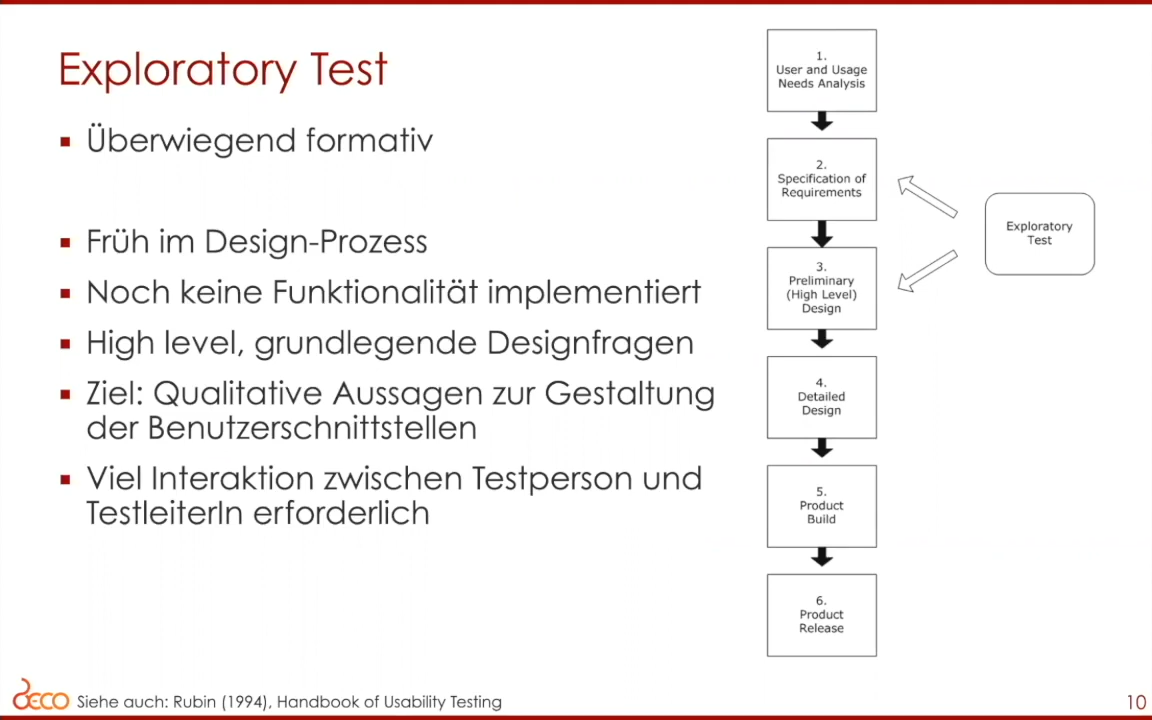 Exploratory Test
▪ Überwiegend formativ
▪ Früh im Design-Prozess
▪ Noch keine Funktionalität implementiert
▪ High level, grundlegende Designfragen
▪ Ziel: Qualitative Aussagen zur Gestaltung
der Benutzerschnittstellen
▪ Viel Interaktion zwischen Testperson und
TestleiterIn erforderlich
1.
User and Usage
Needs Analysis
2.
Specification of
Requirements
3.
Preliminary
(High Level)
Design
4.
Detailed
Design
5.
Product
Build
6.
Product
Release
Exploratory
Test
DECO
Siehe auch: Rubin (1994), Handbook of Usability Testing
10